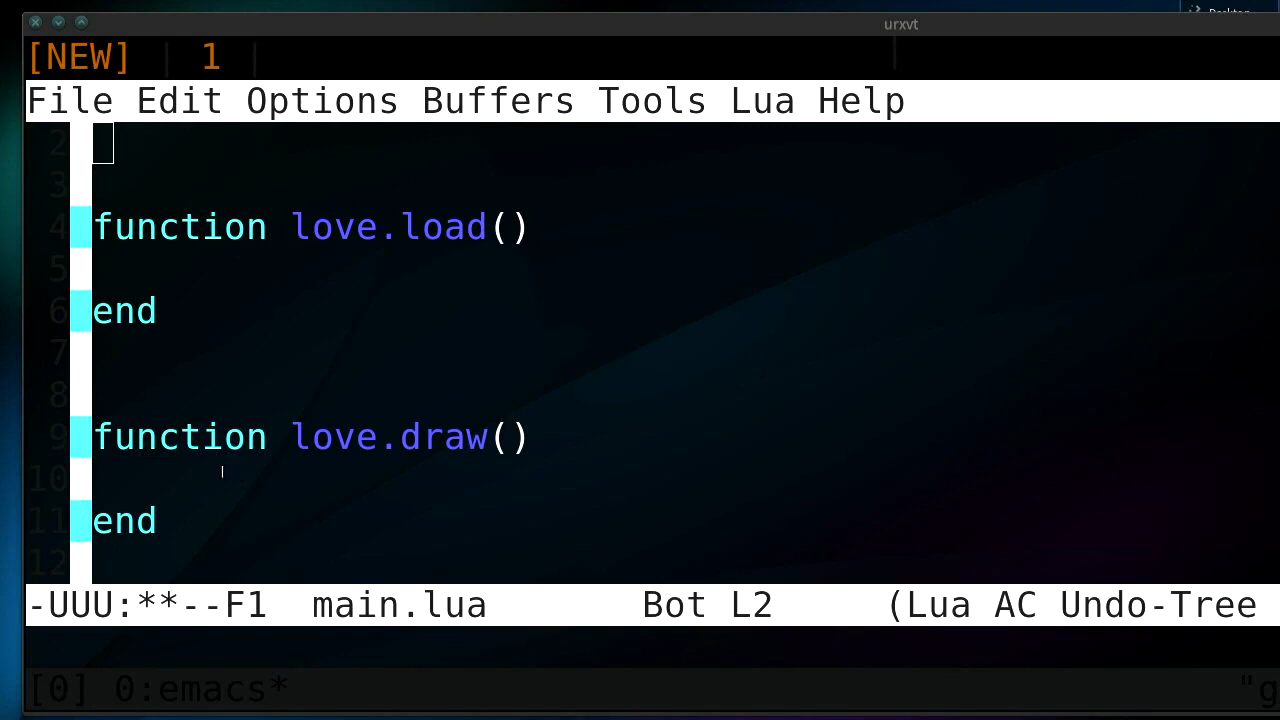 Desktop
urxvt
[NEW] | 1 |
File Edit Options Buffers Tools Lua Help
2
3
4 function love.load()
5
6 end
7
8
9 function love.draw()
10
11 end
12
-UUU:**--F1 main.lua Bot L2 (Lua AC Undo-Tree
[0] 0:emacs* "g